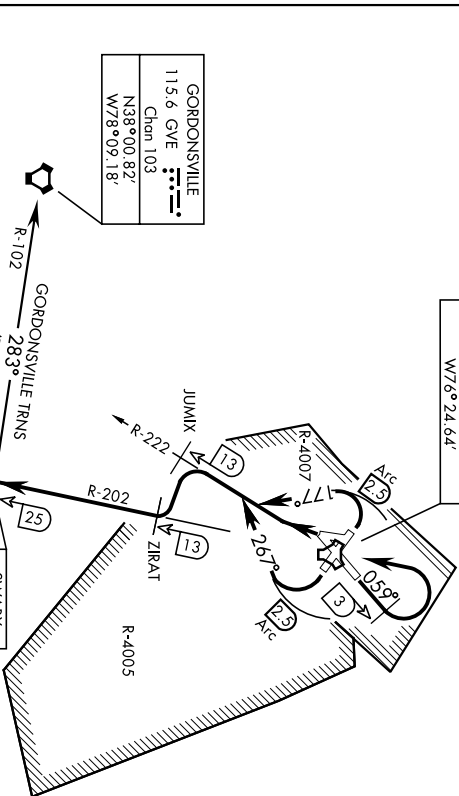 W76° 24.64'
GORDONSVILLE
115.6 GVE
Chan 103
N38°00.82'
W78°09.18'
R-102
GORDONSVILLE TRNS
283°
JUMIX
R-222
13
R-4007
177°
Arc
2.5
059°
3
267°
2.5
Arc
R-202
13
ZIRAT
25
R-4005